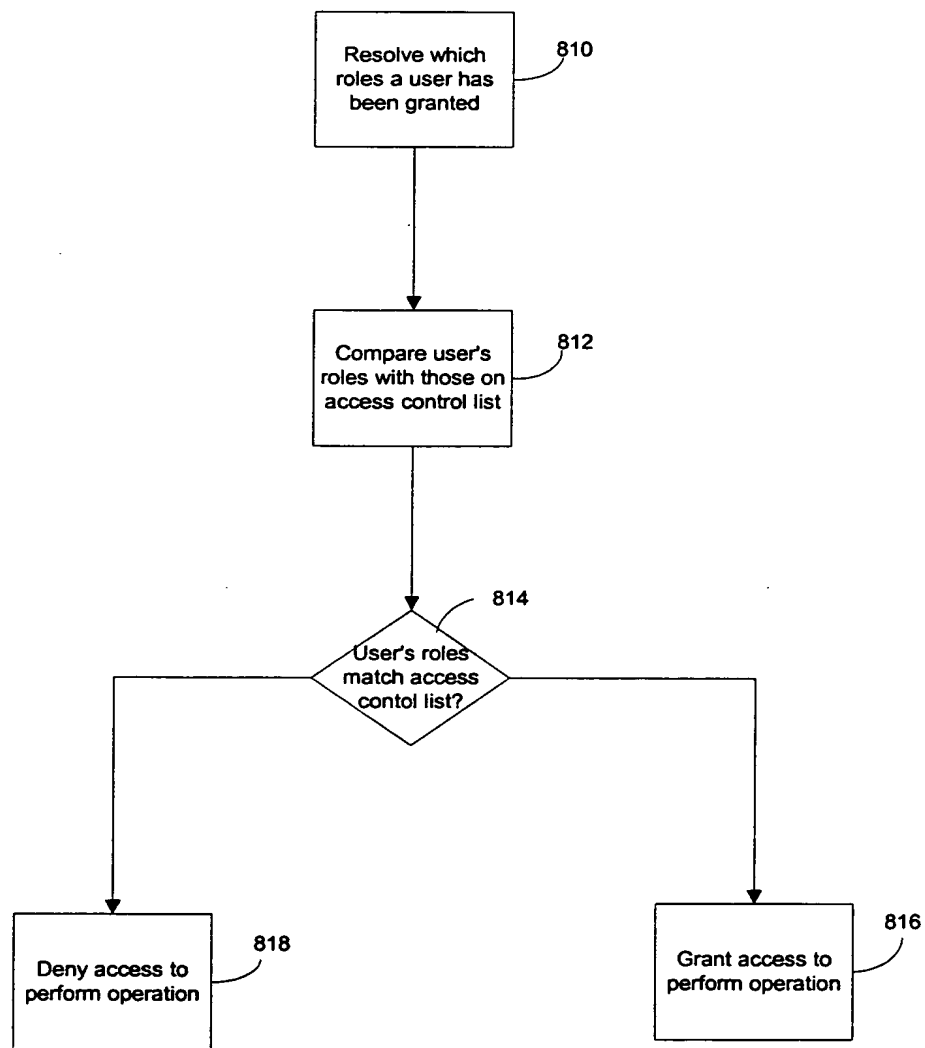 Resolve which
roles a user has
been granted
810
Compare user's
roles with those on
access control list
812
814
User's roles
match access
contol list?
Deny access to
perform operation
818
Grant access to
perform operation
816